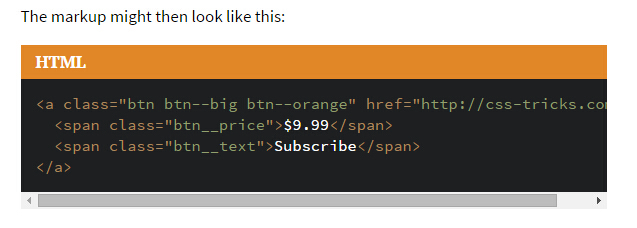 The markup might then look like this:
HTML
<a class="btn btn--big btn--orange" href="http://css-tricks.co
  <span class="btn__price">$9.99</span>
  <span class="btn__text">Subscribe</span>
</a>